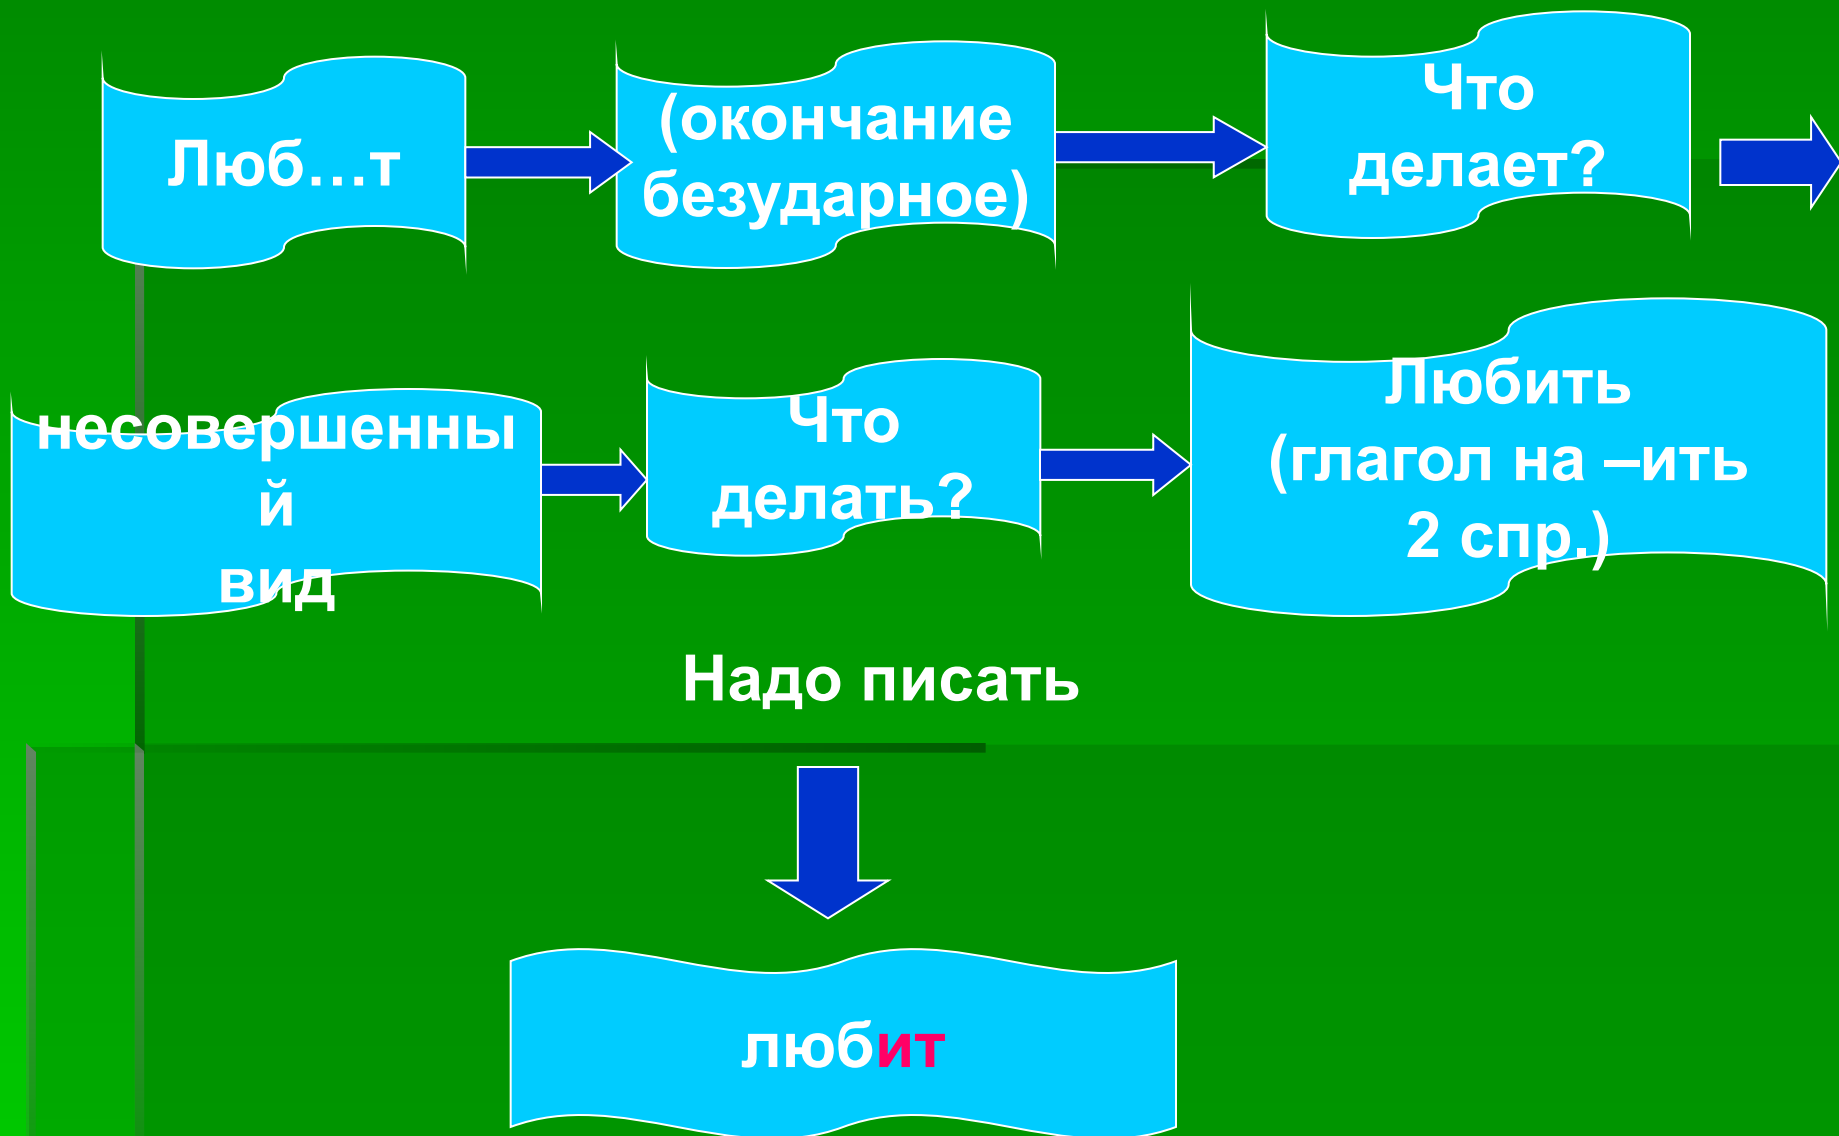 Люб...т
(окончание
безударное)
Что
делает?
несовершенны
й
вид
Что
делать?
Любить
(глагол на –ить
2 спр.)
Надо писать
любит